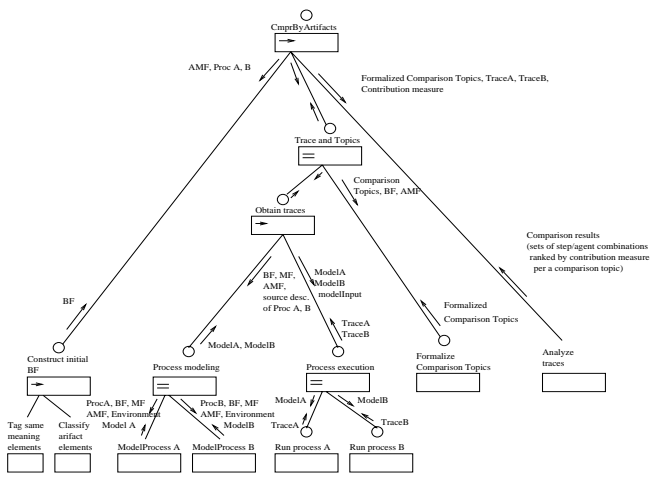 CmprByArtifacts
AMF, Proc A, B
Formalized Comparison Topics, TraceA, TraceB,
Contribution measure
Trace and Topics
Comparison
Topics, BF, AMF
Obtain traces
Comparison results
(sets of step/agent combinations
ranked by contribution measure
per a comparison topic)
BF, MF,
AMF,
source desc.
of Proc A, B
ModelA
ModelB
modelInput
BF
Formalized
Comparison Topics
TraceA
TraceB
ModelA, ModelB
Construct initial
BF
Process modeling
Process execution
Formalize
Comparison Topics
Analyze
traces
ProcA, BF, MF
AMF, Environment
Model A
ProcB, BF, MF
AMF, Environment
ModelB
ModelA
ModelB
TraceA
TraceB
Tag same
meaning
elements
Classify
arifact
elements
ModelProcess A
ModelProcess B
Run process A
Run process B